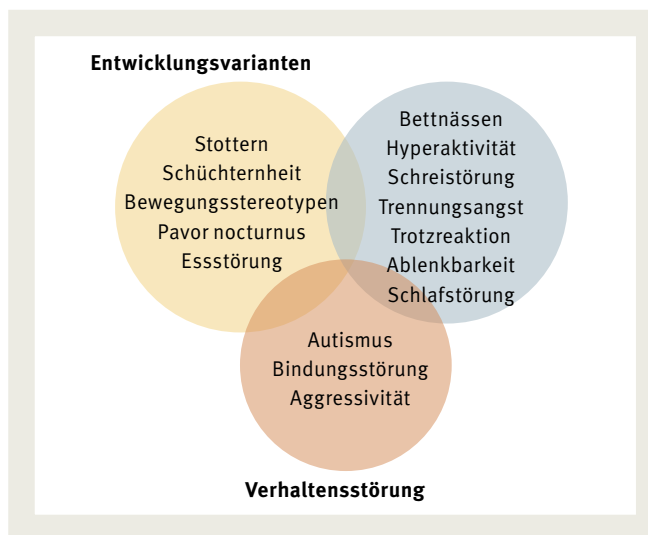 Entwicklungsvarianten
Stottern
Schüchternheit
Bewegungsstereotypen
Pavor nocturnus
Essstörung
Bettnässen
Hyperaktivität
Schreistörung
Trennungsangst
Trotzreaktion
Ablenkbarkeit
Schlafstörung
Autismus
Bindungsstörung
Aggressivität
Verhaltensstörung